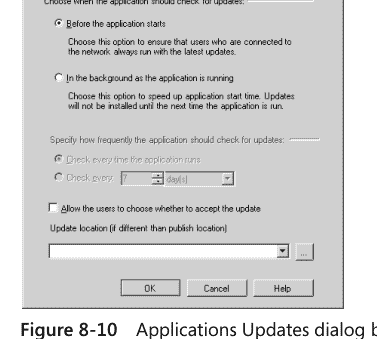 Choose when the application should check for updates:
Before the application starts
Choose this option to ensure that users who are connected to
the network always run with the latest updates.
In the background as the application is running
Choose this option to speed up application start time. Updates
will not be installed until the next time the application is run.
Specify how frequently the application should check for updates:
Check every time the application runs
Check every: 7 day(s)
Allow the users to choose whether to accept the update
Update location (if different than publish location)
...
OK Cancel Help
Figure 8-10 Applications Updates dialog b